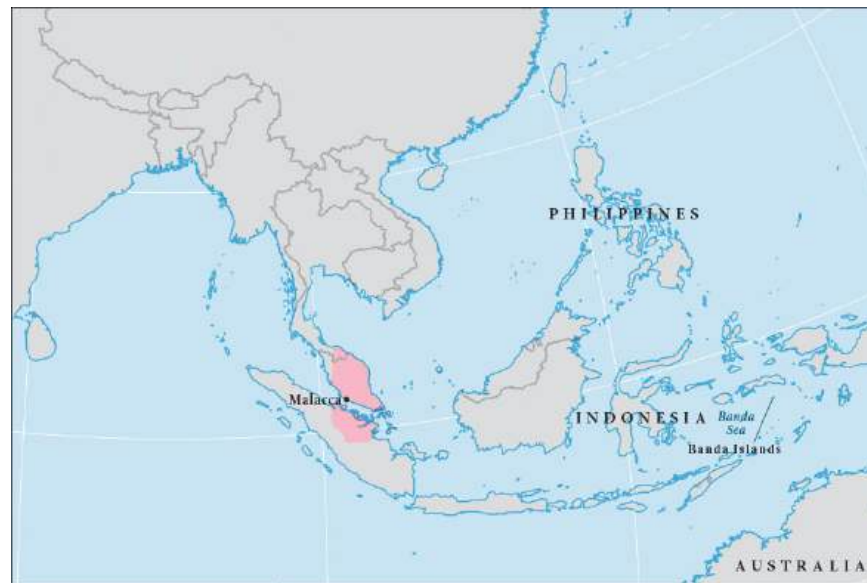 PHILIPPINES
Malacca
INDONESIA
Banda
Sea
Banda Islands
AUSTRALIA